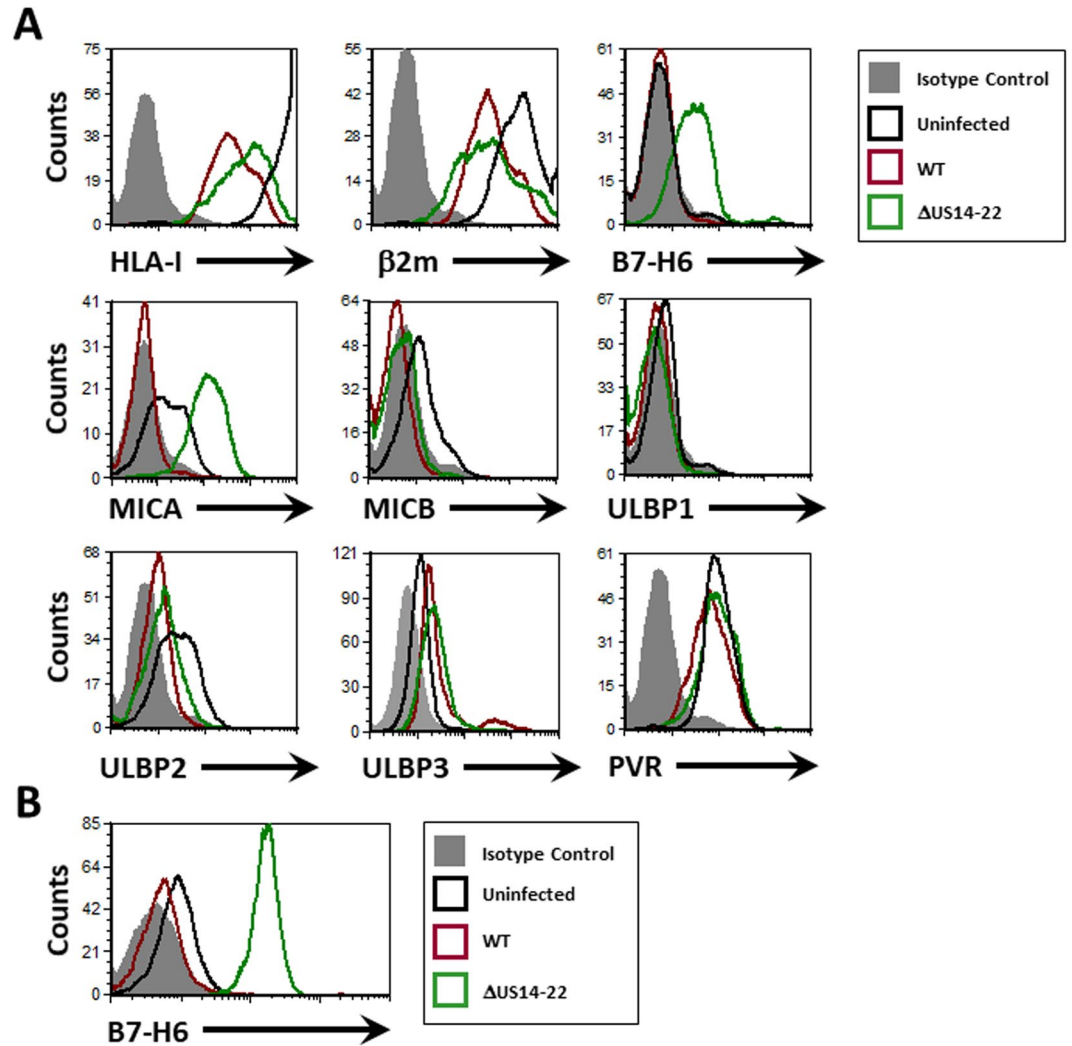 A
75
56
38
19
0
Counts
HLA-I
55
42
28
14
0
β2m
61
46
31
15
0
B7-H6
Isotype Control
Uninfected
WT
ΔUS14-22
41
31
21
10
0
Counts
MICA
64
48
32
16
0
MICB
67
50
33
17
0
ULBP1
68
51
34
17
0
Counts
ULBP2
121
90
60
30
0
ULBP3
61
46
31
15
0
PVR
B
85
64
42
21
0
Counts
B7-H6
Isotype Control
Uninfected
WT
ΔUS14-22